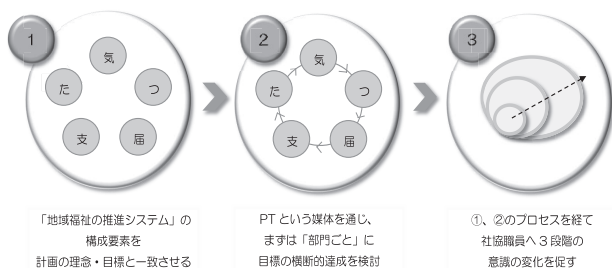 1
気
た
つ
支
届
2
気
た
つ
支
届
3
「地域福祉の推進システム」の
構成要素を
計画の理念・目標と一致させる
PT という媒体を通じ、
まずは「部門ごと」に
目標の横断的達成を検討
①、②のプロセスを経て
社協職員へ 3 段階の
意識の変化を促す